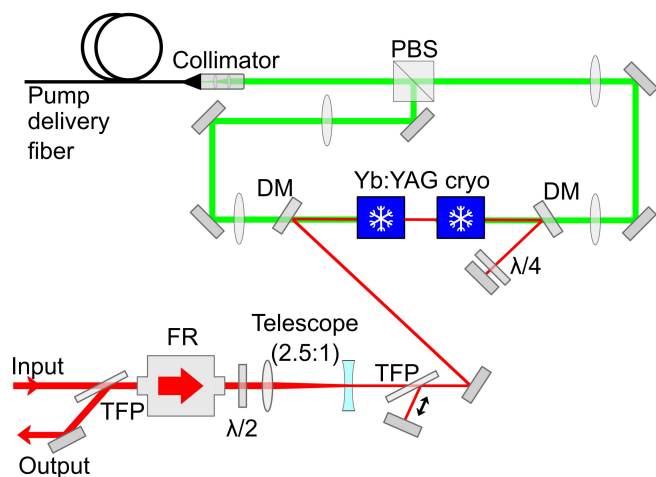 Collimator
PBS
Pump
delivery
fiber
DM
Yb:YAG cryo
DM
λ/4
Telescope
(2.5:1)
FR
Input
TFP
TFP
λ/2
Output